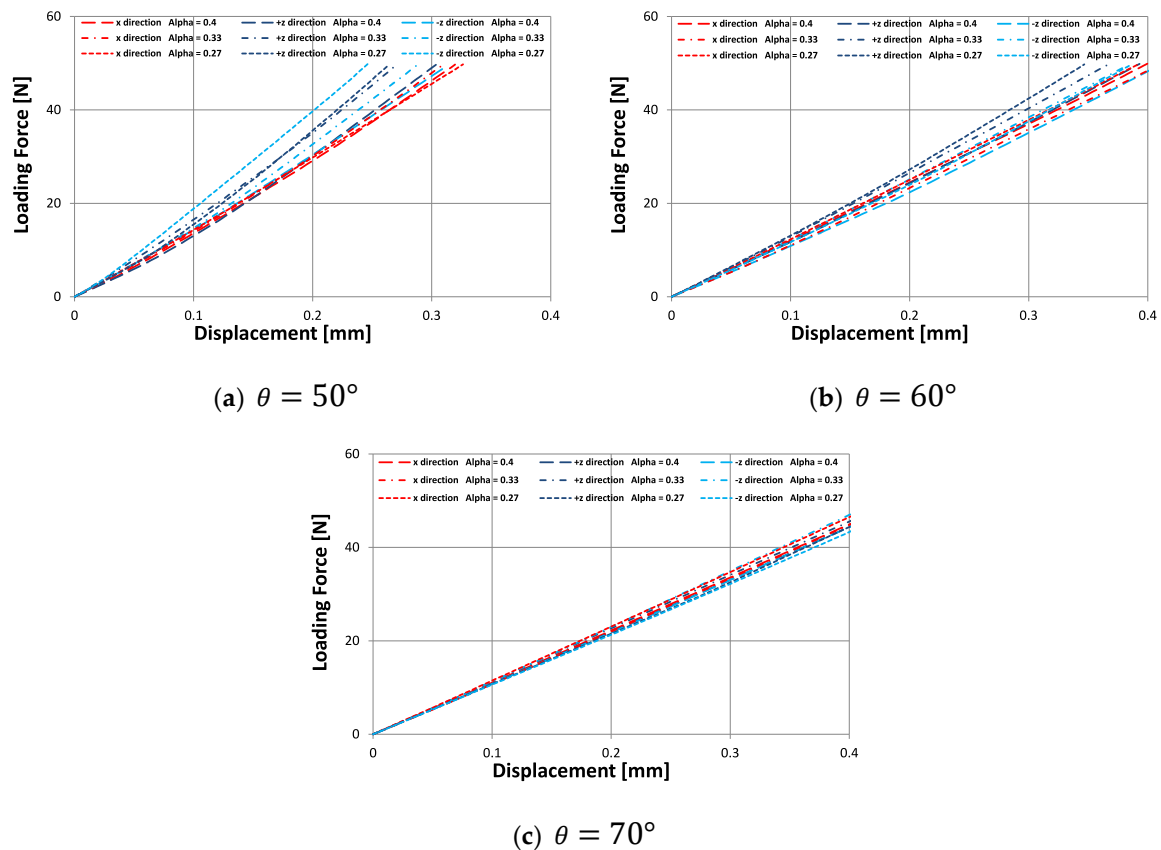 60
x direction Alpha = 0.4 +z direction Alpha = 0.4 -z direction Alpha = 0.4
x direction Alpha = 0.33 +z direction Alpha = 0.33 -z direction Alpha = 0.33
x direction Alpha = 0.27 +z direction Alpha = 0.27 -z direction Alpha = 0.27
40
Loading Force [N]
20
0
0 0.1 0.2 0.3 0.4
Displacement [mm]
(a) θ = 50°
60
x direction Alpha = 0.4 +z direction Alpha = 0.4 -z direction Alpha = 0.4
x direction Alpha = 0.33 +z direction Alpha = 0.33 -z direction Alpha = 0.33
x direction Alpha = 0.27 +z direction Alpha = 0.27 -z direction Alpha = 0.27
40
Loading Force [N]
20
0
0 0.1 0.2 0.3 0.4
Displacement [mm]
(b) θ = 60°
60
x direction Alpha = 0.4 +z direction Alpha = 0.4 -z direction Alpha = 0.4
x direction Alpha = 0.33 +z direction Alpha = 0.33 -z direction Alpha = 0.33
x direction Alpha = 0.27 +z direction Alpha = 0.27 -z direction Alpha = 0.27
40
Loading Force [N]
20
0
0 0.1 0.2 0.3 0.4
Displacement [mm]
(c) θ = 70°